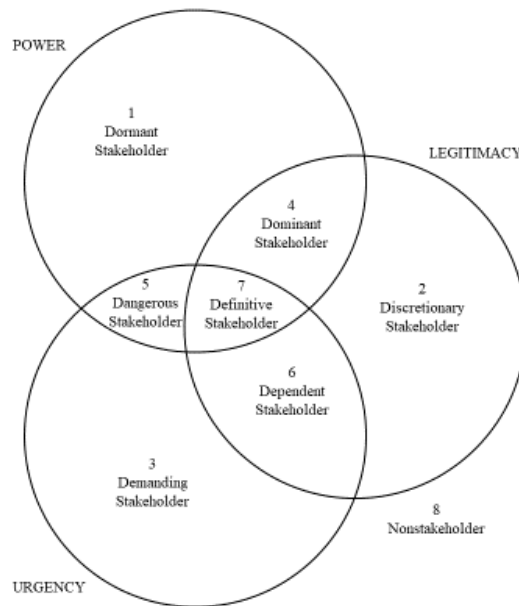 POWER
1
Dormant
Stakeholder
LEGITIMACY
4
Dominant
Stakeholder
5
Dangerous
Stakeholder
7
Definitive
Stakeholder
2
Discretionary
Stakeholder
6
Dependent
Stakeholder
3
Demanding
Stakeholder
8
Nonstakeholder
URGENCY